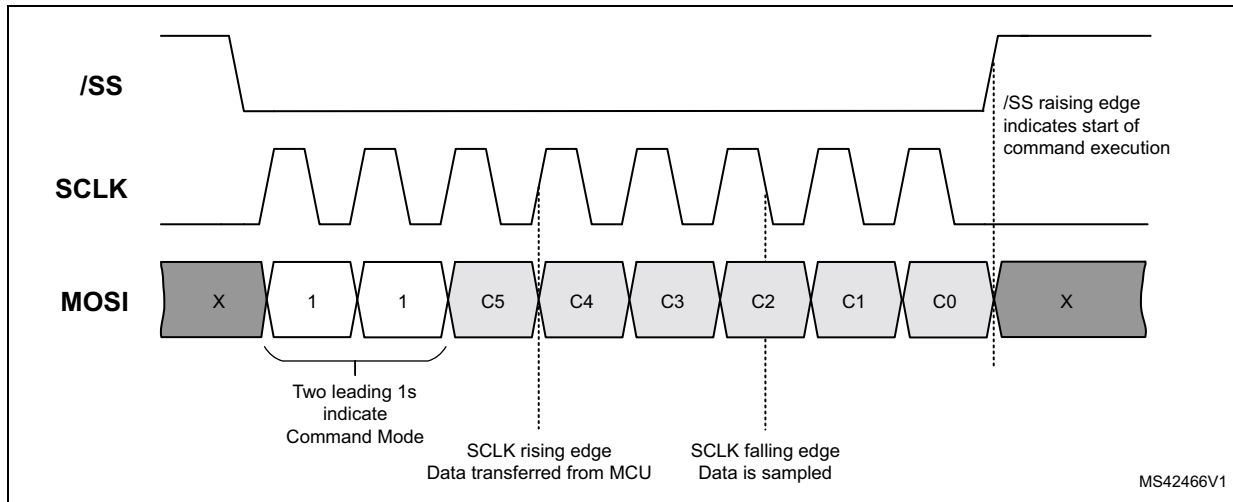 /SS
/SS raising edge
indicates start of
command execution
SCLK
MOSI
X 1 1 C5 C4 C3 C2 C1 C0 X
Two leading 1s
indicate
Command Mode
SCLK rising edge
Data transferred from MCU
SCLK falling edge
Data is sampled
MS42466V1